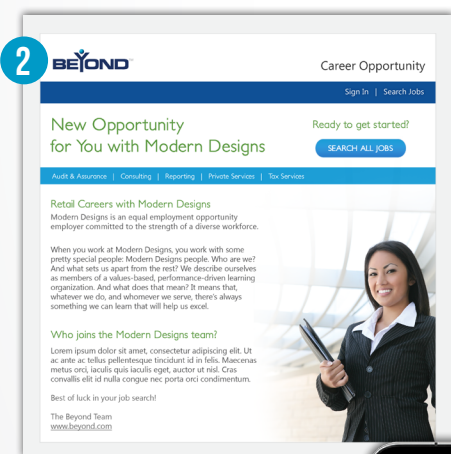 2
BEYOND
Career Opportunity
Sign In | Search Jobs
New Opportunity
for You with Modern Designs
Ready to get started?
SEARCH ALL JOBS
Audit & Assurance | Consulting | Reporting | Private Services | Tax Services
Retail Careers with Modern Designs
Modern Designs is an equal employment opportunity
employer committed to the strength of a diverse workforce.
When you work at Modern Designs, you work with some
pretty special people: Modern Designs people. Who are we?
And what sets us apart from the rest? We describe ourselves
as members of a values-based, performance-driven learning
organization. And what does that mean? It means that,
whatever we do, and whomever we serve, there's always
something we can learn that will help us excel.
Who joins the Modern Designs team?
Lorem ipsum dolor sit amet, consectetur adipiscing elit. Ut
ac ante ac tellus pellentesque tincidunt id in felis. Maecenas
metus orci, iaculis quis iaculis eget, auctor ut nisl. Cras
convallis elit id nulla congue nec porta orci condimentum.
Best of luck in your job search!
The Beyond Team
www.beyond.com